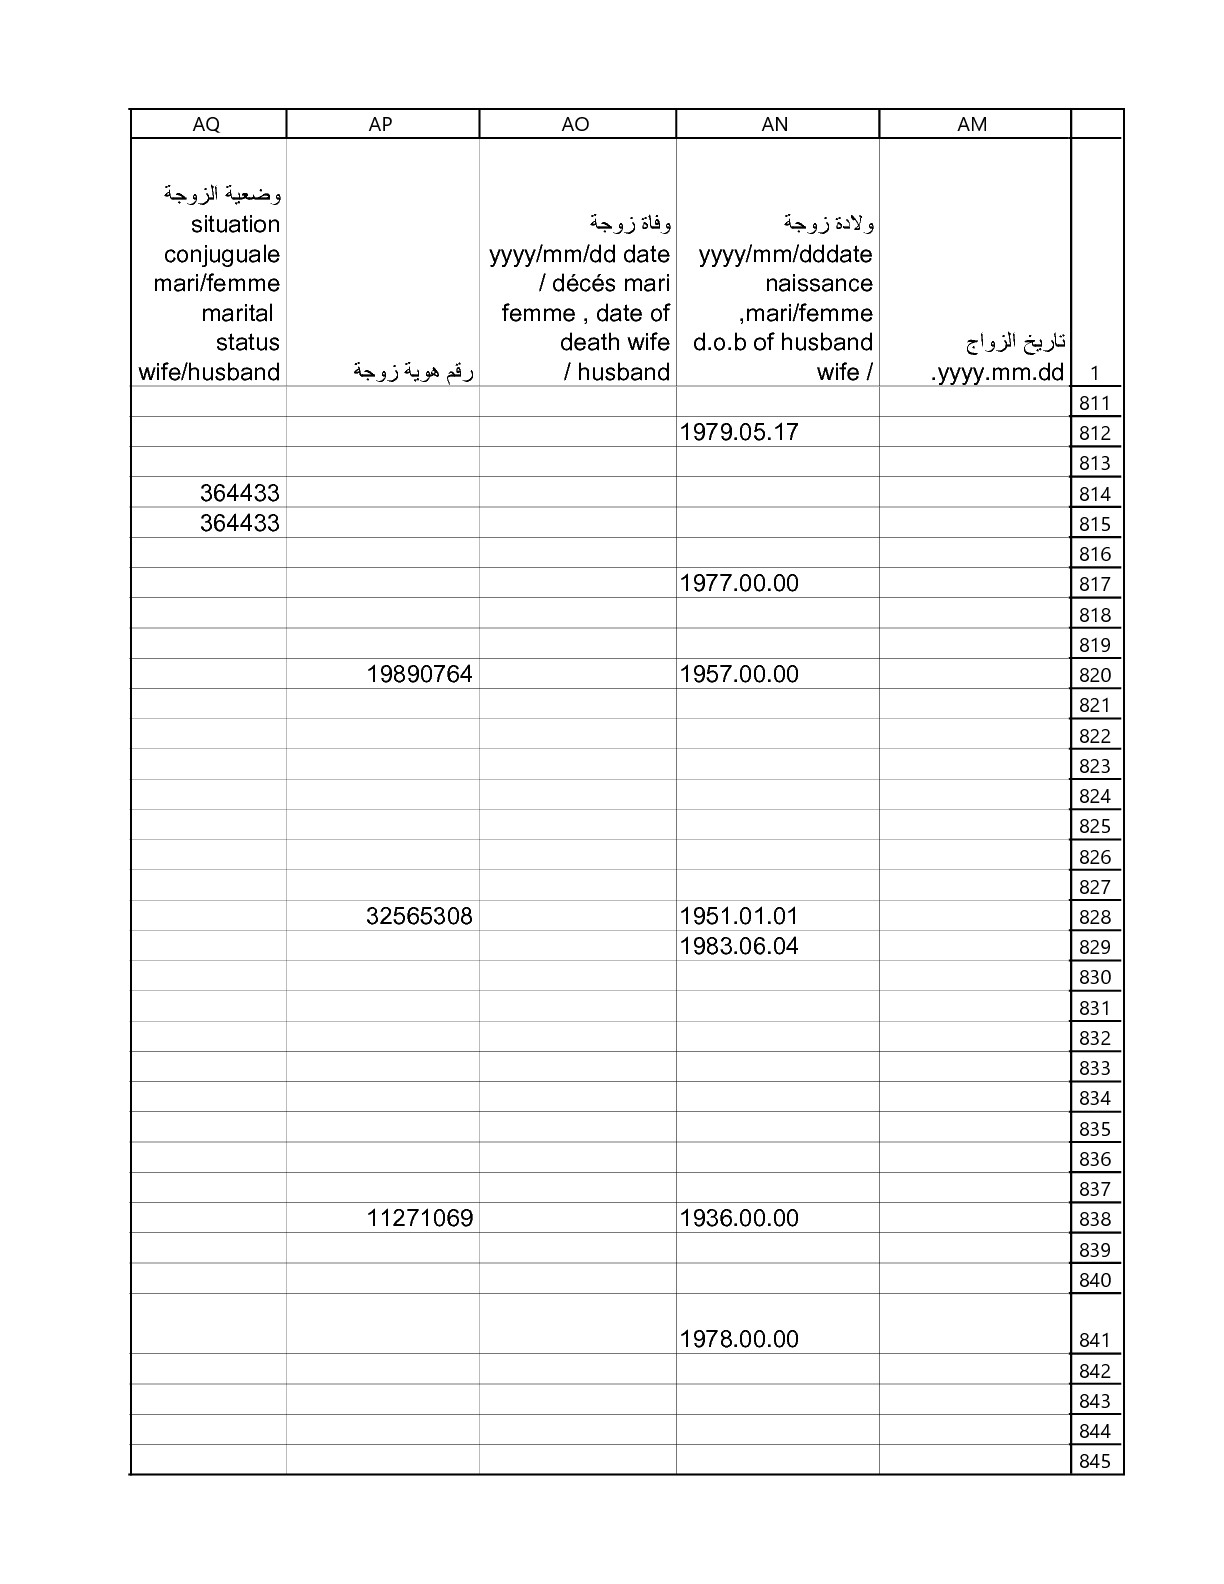 AQ AP AO AN AM
وضعية الزوجة
situation
conjuguale
mari/femme
marital
status
wife/husband
رقم هوية زوجة
وفاة زوجة
yyyy/mm/dd date
/ décés mari
femme , date of
death wife
/ husband
ولادة زوجة
yyyy/mm/dddate
naissance
,mari/femme
d.o.b of husband
wife /
تاريخ الزواج
.yyyy.mm.dd
1
811
1979.05.17 812
813
364433 814
364433 815
816
1977.00.00 817
818
819
19890764 1957.00.00 820
821
822
823
824
825
826
827
32565308 1951.01.01 828
1983.06.04 829
830
831
832
833
834
835
836
837
11271069 1936.00.00 838
839
840
1978.00.00 841
842
843
844
845